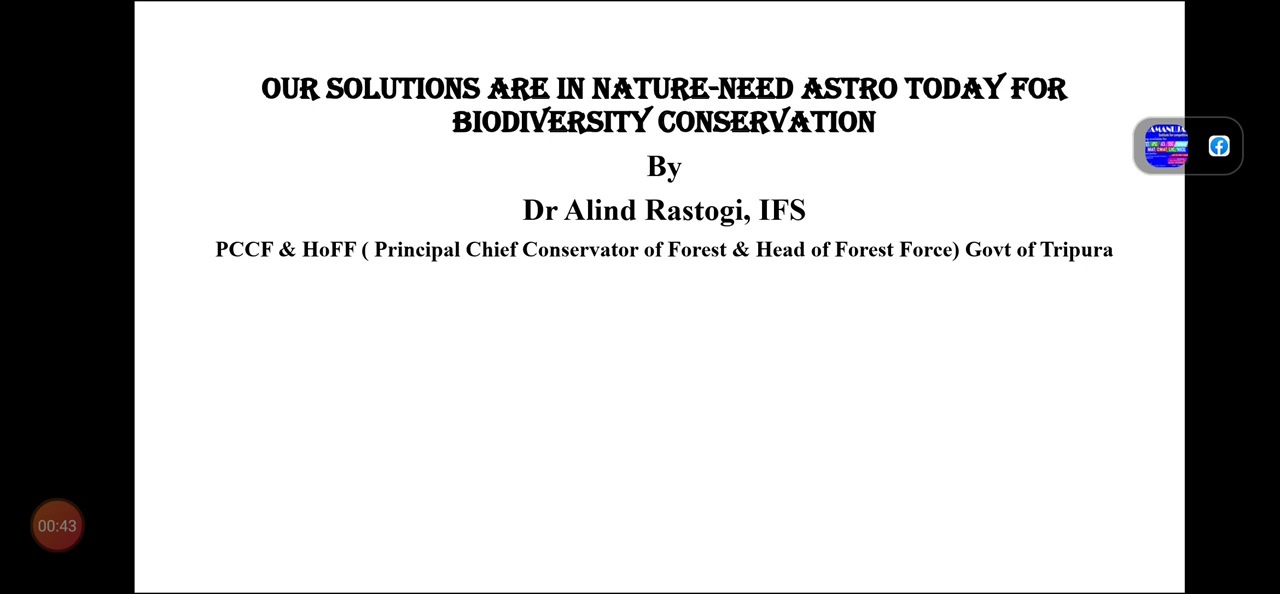 OUR SOLUTIONS ARE IN NATURE-NEED ASTRO TODAY FOR
BIODIVERSITY CONSERVATION
By
Dr Alind Rastogi, IFS
PCCF & HoFF ( Principal Chief Conservator of Forest & Head of Forest Force) Govt of Tripura
00:43